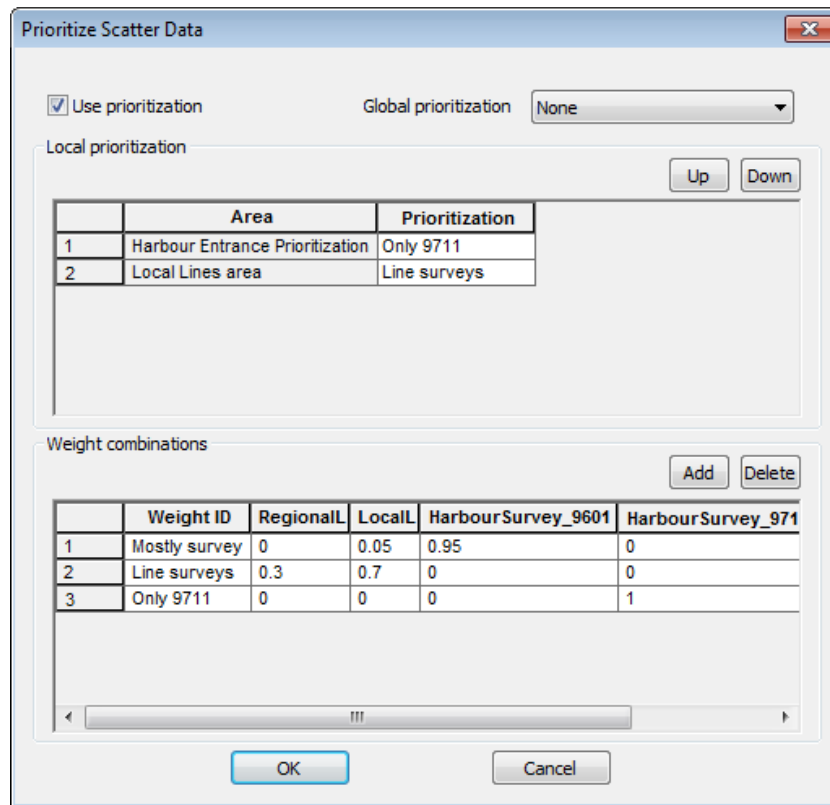 Prioritize Scatter Data
Use prioritization Global prioritization None
Local prioritization
Up Down
Area Prioritization
1 Harbour Entrance Prioritization Only 9711
2 Local Lines area Line surveys
Weight combinations
Add Delete
Weight ID RegionalL LocalL HarbourSurvey_9601 HarbourSurvey_971
1 Mostly survey 0 0.05 0.95 0
2 Line surveys 0.3 0.7 0 0
3 Only 9711 0 0 0 1
OK Cancel